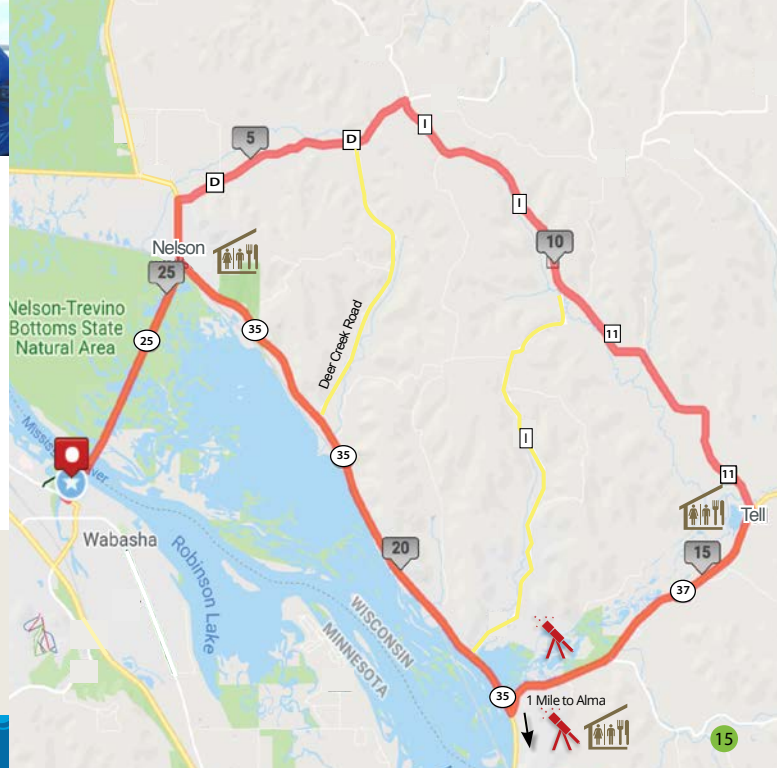 5
D
I
D
I
10
Nelson
25
Nelson-Trevino
Bottoms State
Natural Area
25
35
Deer Creek Road
11
I
35
11
Tell
Wabasha
Robinson Lake
20
15
37
WISCONSIN
MINNESOTA
35
1 Mile to Alma
15